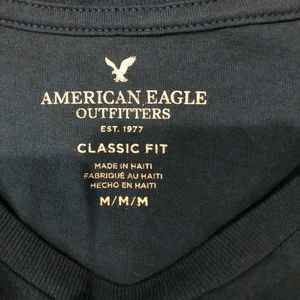 AMERICAN EAGLE
OUTFITTERS
EST. 1977
CLASSIC FIT
MADE IN HAITI
FABRIQUÉ AU HAITI
HECHO EN HAITI
M/M/M